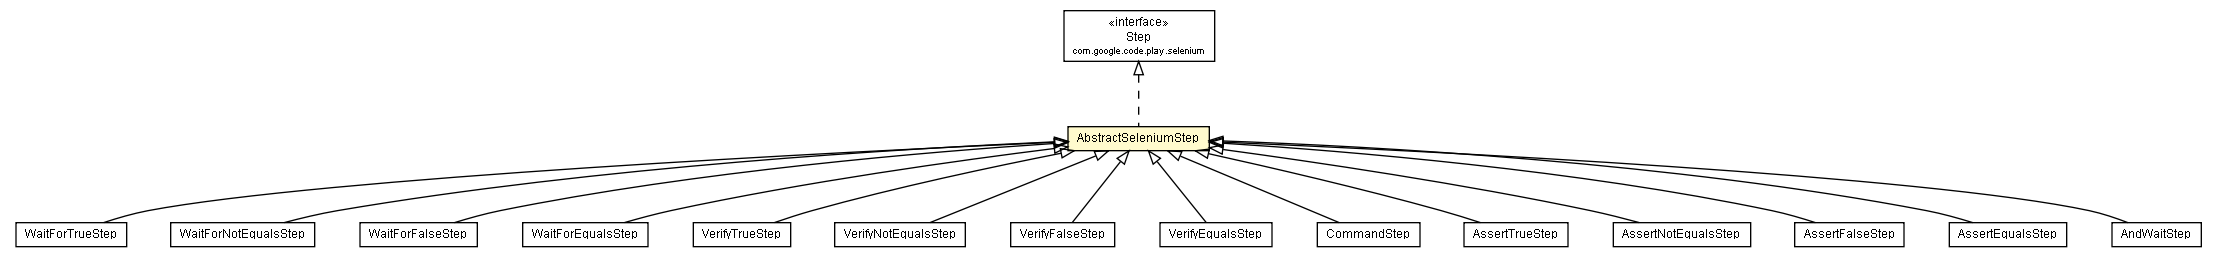 «interface»
Step
com.google.code.play.selenium
AbstractSeleniumStep
WaitForTrueStep
WaitForNotEqualsStep
WaitForFalseStep
WaitForEqualsStep
VerifyTrueStep
VerifyNotEqualsStep
VerifyFalseStep
VerifyEqualsStep
CommandStep
AssertTrueStep
AssertNotEqualsStep
AssertFalseStep
AssertEqualsStep
AndWaitStep